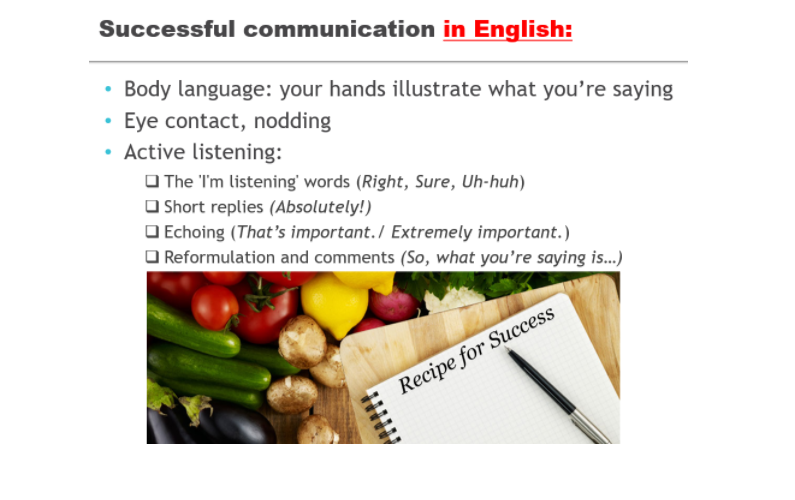 Successful communication in English:
• Body language: your hands illustrate what you’re saying
• Eye contact, nodding
• Active listening:
❑ The 'I'm listening' words (Right, Sure, Uh-huh)
❑ Short replies (Absolutely!)
❑ Echoing (That’s important./ Extremely important.)
❑ Reformulation and comments (So, what you’re saying is…)
Recipe for Success